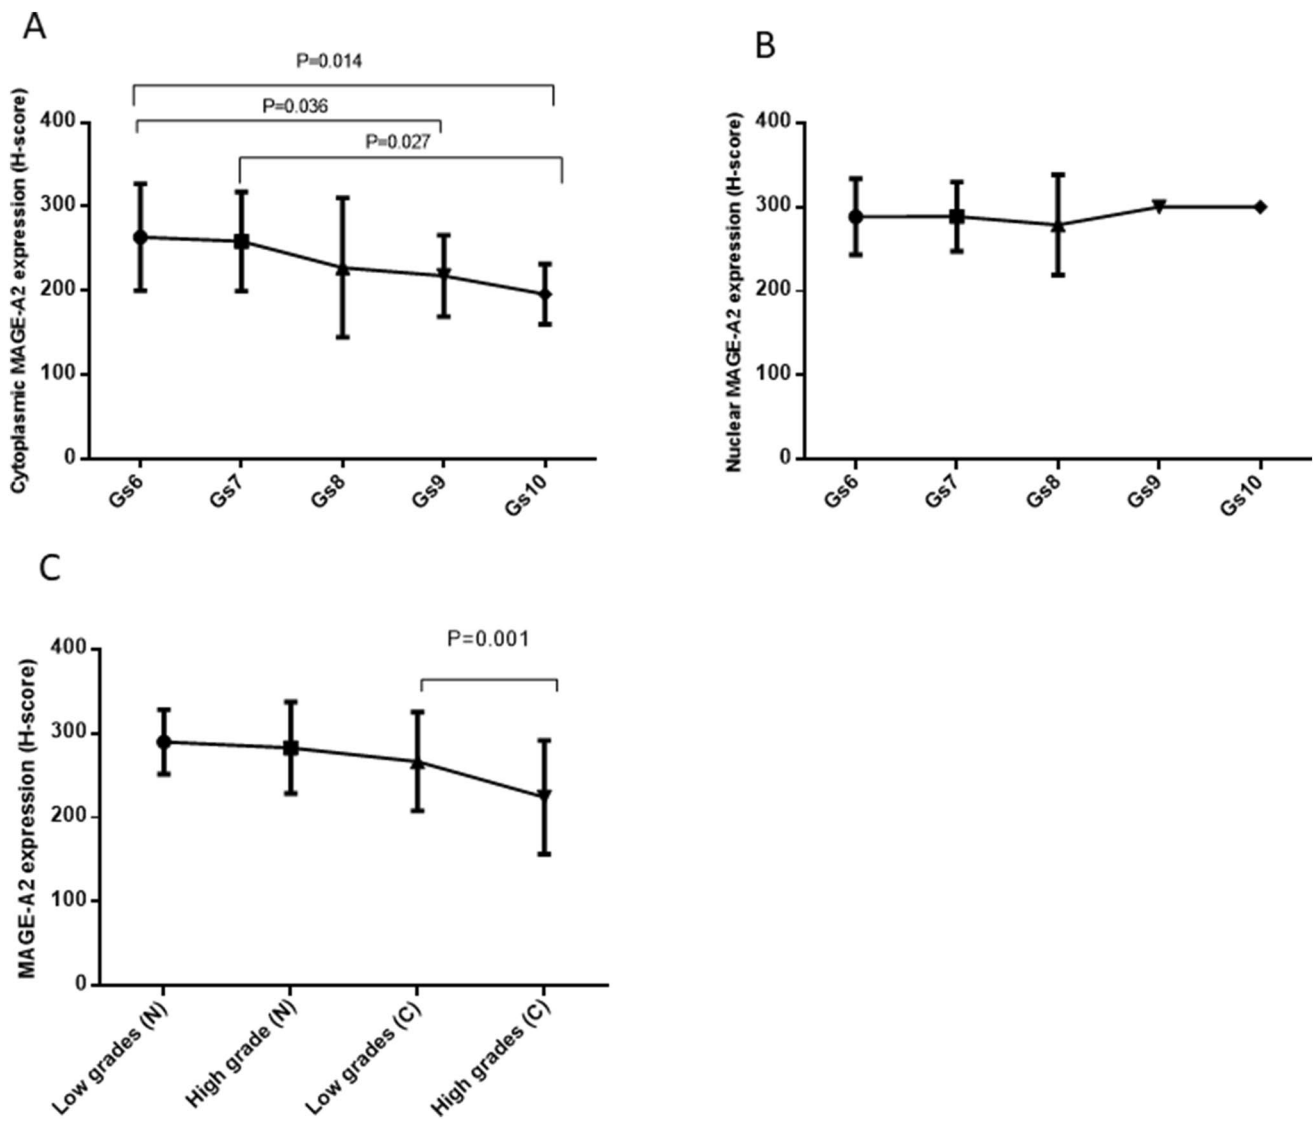 A
P=0.014
P=0.036
P=0.027
Cytoplasmic MAGE-A2 expression (H-score)
400
300
200
100
0
Gs6
Gs7
Gs8
Gs9
Gs10
B
Nuclear MAGE-A2 expression (H-score)
400
300
200
100
0
Gs6
Gs7
Gs8
Gs9
Gs10
C
P=0.001
MAGE-A2 expression (H-score)
400
300
200
100
0
Low grades (N)
High grade (N)
Low grades (C)
High grades (C)